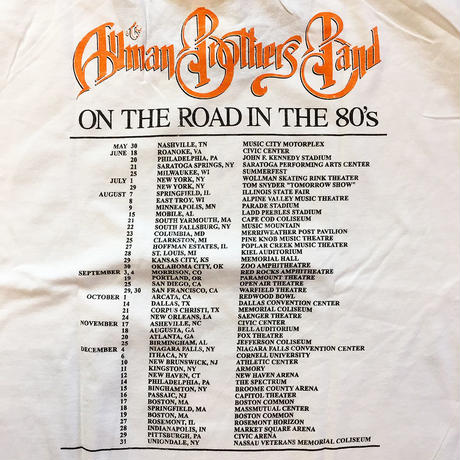 The Allman Brothers Band
ON THE ROAD IN THE 80's
MAY 30 NASHVILLE, TN MUSIC CITY MOTORPLEX
JUNE 18 ROANOKE, VA CIVIC CENTER
20 PHILADELPHIA, PA JOHN F. KENNEDY STADIUM
21 SARATOGA SPRINGS, NY SARATOGA PERFORMING ARTS CENTER
25 MILWAUKEE, WI SUMMERFEST
JULY 1 NEW YORK, NY WOLLMAN SKATING RINK THEATER
29 NEW YORK, NY TOM SNYDER "TOMORROW SHOW"
AUGUST 7 SPRINGFIELD, IL ILLINOIS STATE FAIR
8 EAST TROY, WI ALPINE VALLEY MUSIC THEATRE
9 MINNEAPOLIS, MN PARADE STADIUM
15 MOBILE, AL LADD PEEBLES STADIUM
21 SOUTH YARMOUTH, MA CAPE COD COLISEUM
22 SOUTH FALLSBURG, NY MUSIC MOUNTAIN
23 COLUMBIA, MD MERRIWEATHER POST PAVILION
25 CLARKSTON, MI PINE KNOB MUSIC THEATRE
27 HOFFMAN ESTATES, IL POPLAR CREEK MUSIC THEATER
28 ST. LOUIS, MI KIEL AUDITORIUM
29 KANSAS CITY, KS MEMORIAL HALL
30 OKLAHOMA CITY, OK ZOO AMPHITHEATRE
SEPTEMBER 3, 4 MORRISON, CO RED ROCKS AMPHITHEATRE
19 PORTLAND, OR PARAMOUNT THEATRE
25 SAN DIEGO, CA OPEN AIR THEATRE
29, 30 SAN FRANCISCO, CA WARFIELD THEATRE
OCTOBER 1 ARCATA, CA REDWOOD BOWL
14 DALLAS, TX DALLAS CONVENTION CENTER
21 CORPUS CHRISTI, TX MEMORIAL COLISEUM
24 NEW ORLEANS, LA SAENGER THEATRE
NOVEMBER 17 ASHEVILLE, NC CIVIC CENTER
18 AUGUSTA, GA BELL AUDITORIUM
20 ATLANTA, GA FOX THEATRE
25 BIRMINGHAM, AL JEFFERSON COLISEUM
DECEMBER 4 NIAGARA FALLS, NY NIAGARA FALLS CONVENTION CENTER
6 ITHACA, NY CORNELL UNIVERSITY
10 NEW BRUNSWICK, NJ ATHLETIC CENTER
11 KINGSTON, NY ARMORY
12 NEW HAVEN, CT NEW HAVEN ARENA
14 PHILADELPHIA, PA THE SPECTRUM
15 BINGHAMTON, NY BROOME COUNTY ARENA
16 PASSAIC, NJ CAPITOL THEATER
17 BOSTON, MA BOSTON COMMON
18 SPRINGFIELD, MA MASSMUTUAL CENTER
19 BOSTON, MA BOSTON COMMON
27 ROSEMONT, IL ROSEMONT HORIZON
28 INDIANAPOLIS, IN MARKET SQUARE ARENA
29 PITTSBURGH, PA CIVIC ARENA
31 UNIONDALE, NY NASSAU VETERANS MEMORIAL COLISEUM